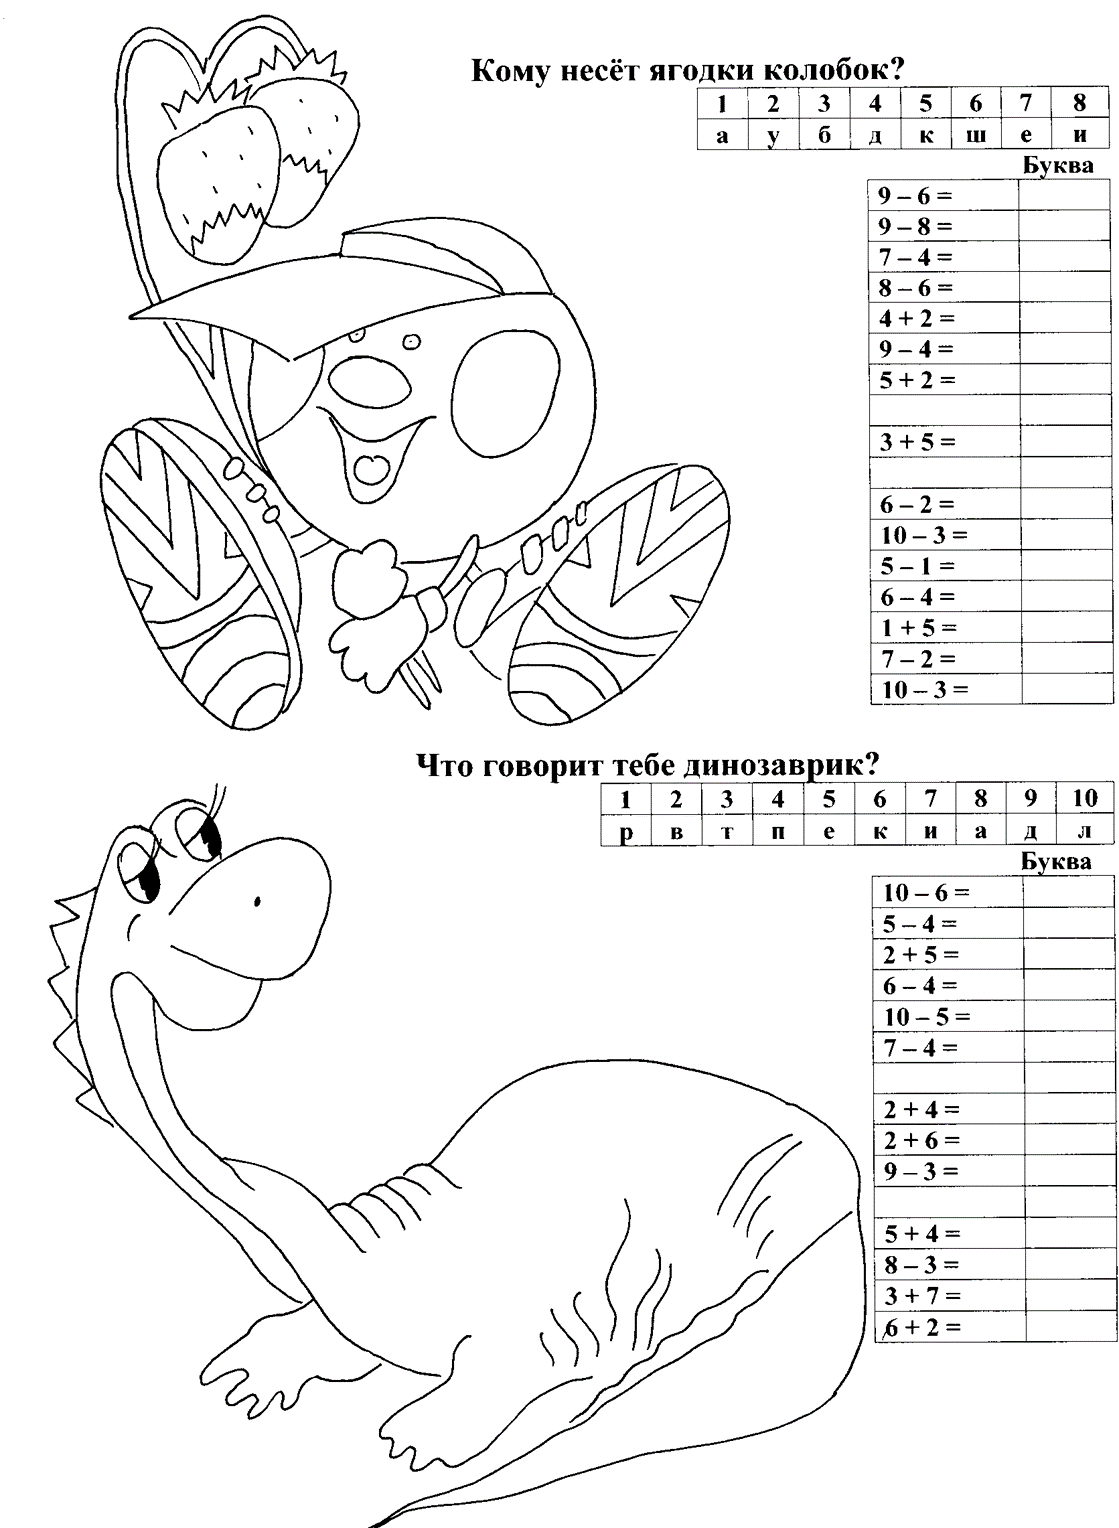 Кому несёт ягодки колобок?
1 2 3 4 5 6 7 8
а у б д к ш е и
Буква
9 – 6 =
9 – 8 =
7 – 4 =
8 – 6 =
4 + 2 =
9 – 4 =
5 + 2 =
3 + 5 =
6 – 2 =
10 – 3 =
5 – 1 =
6 – 4 =
1 + 5 =
7 – 2 =
10 – 3 =
Что говорит тебе динозаврик?
1 2 3 4 5 6 7 8 9 10
р в т п е к и а д л
Буква
10 – 6 =
5 – 4 =
2 + 5 =
6 – 4 =
10 – 5 =
7 – 4 =
2 + 4 =
2 + 6 =
9 – 3 =
5 + 4 =
8 – 3 =
3 + 7 =
6 + 2 =